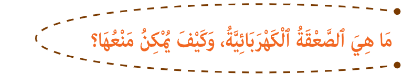 مَا هِيَ ٱلصَّعْقَةُ ٱلْكَهْرَبَائِيَّةُ، وَكَيْفَ يُمْكِنُ مَنْعُهَا؟